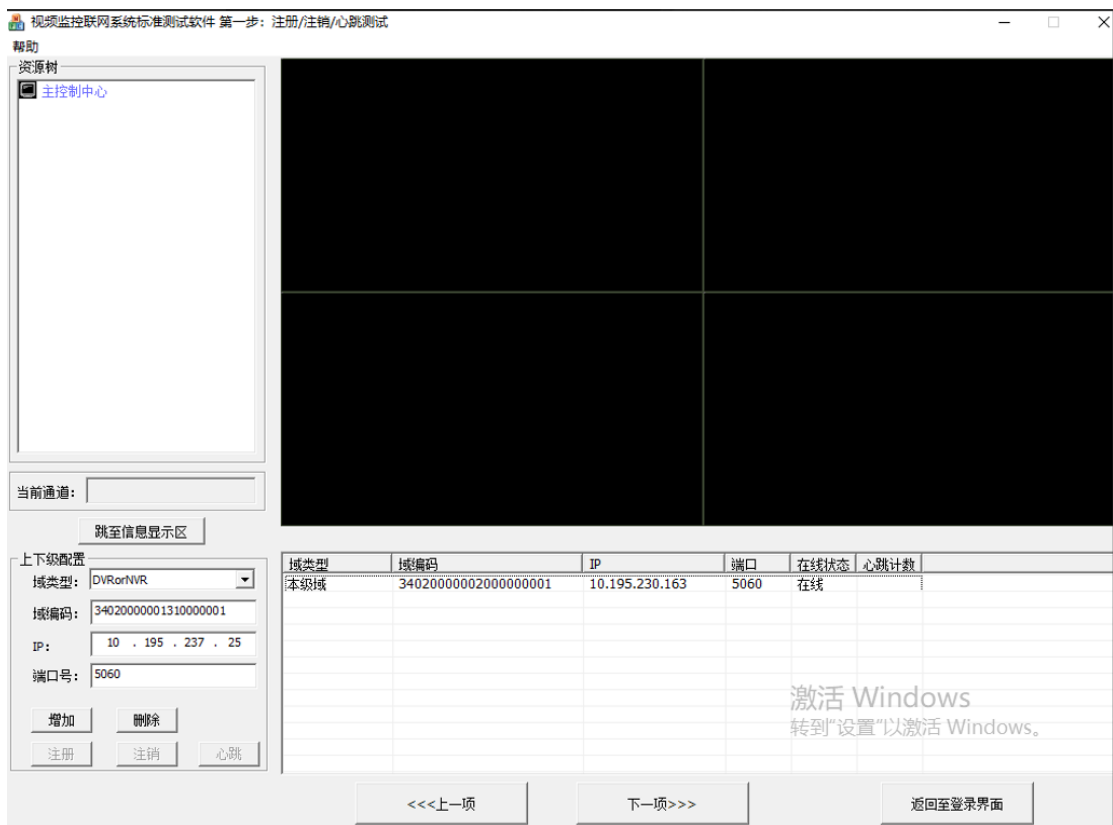 视频监控联网系统标准测试软件 第一步：注册/注销/心跳测试
帮助
资源树
主控制中心
当前通道：
跳至信息显示区
上下级配置
域类型： DVRorNVR
域编码： 34020000001310000001
IP： 10 . 195 . 237 . 25
端口号： 5060
增加 删除
注册 注销 心跳
域类型 域编码 IP 端口 在线状态 心跳计数
本级域 34020000002000000001 10.195.230.163 5060 在线
激活 Windows
转到"设置"以激活 Windows。
<<<上一项 下一项>>> 返回至登录界面